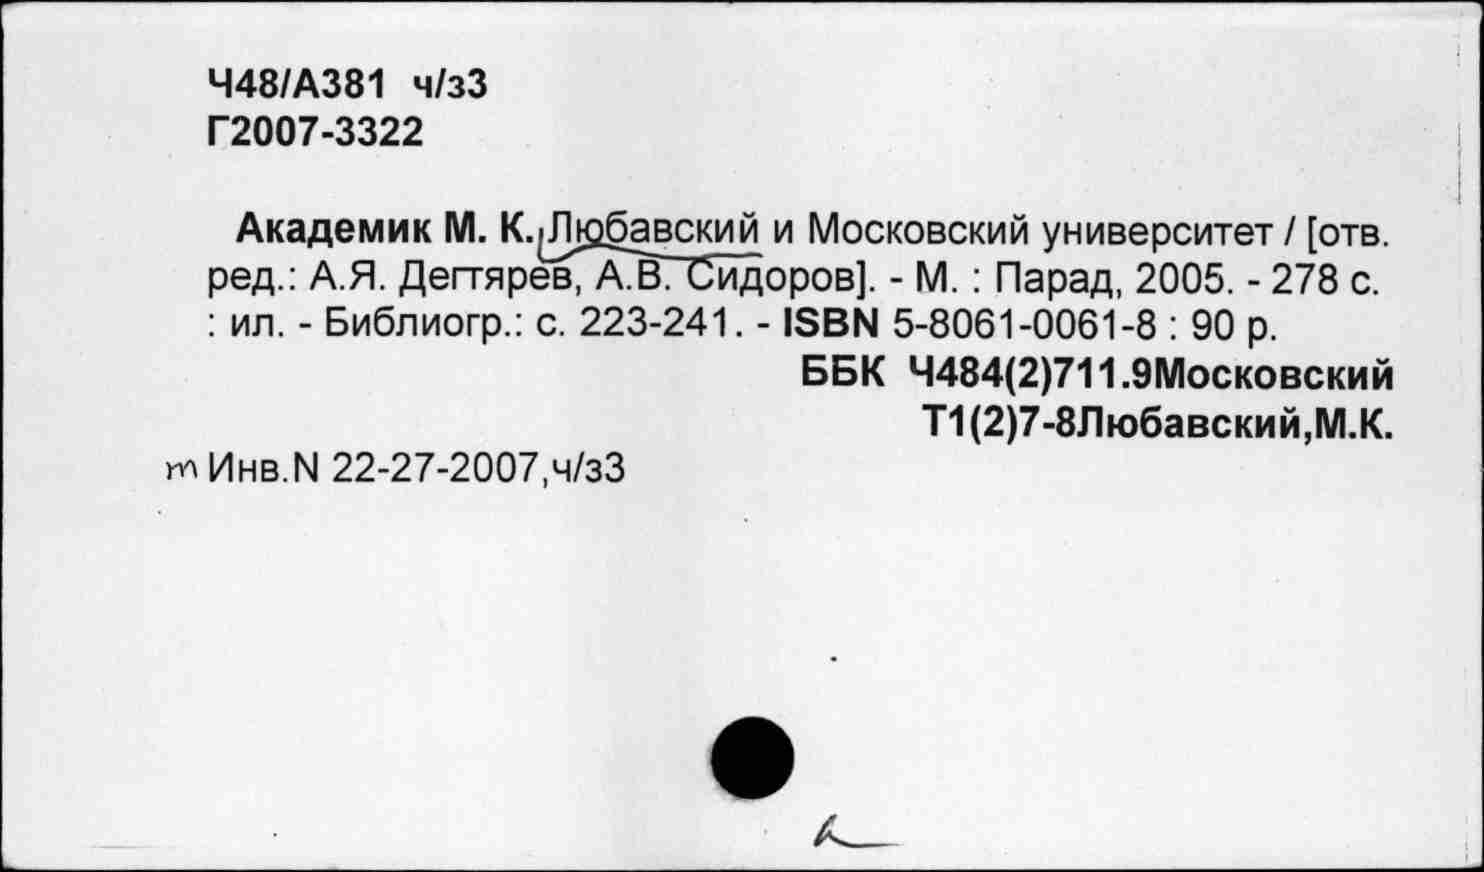 Ч48/А381 ч/з3
Г2007-3322
Академик М. К. Любавский и Московский университет / [отв.
ред.: А.Я. Дегтярев, А.В. Сидоров]. - М. : Парад, 2005. - 278 с.
: ил. - Библиогр.: с. 223-241. - ISBN 5-8061-0061-8 : 90 р.
ББК Ч484(2)711.9Московский
Т1(2)7-8Любавский,М.К.
Инв.N 22-27-2007,ч/з3